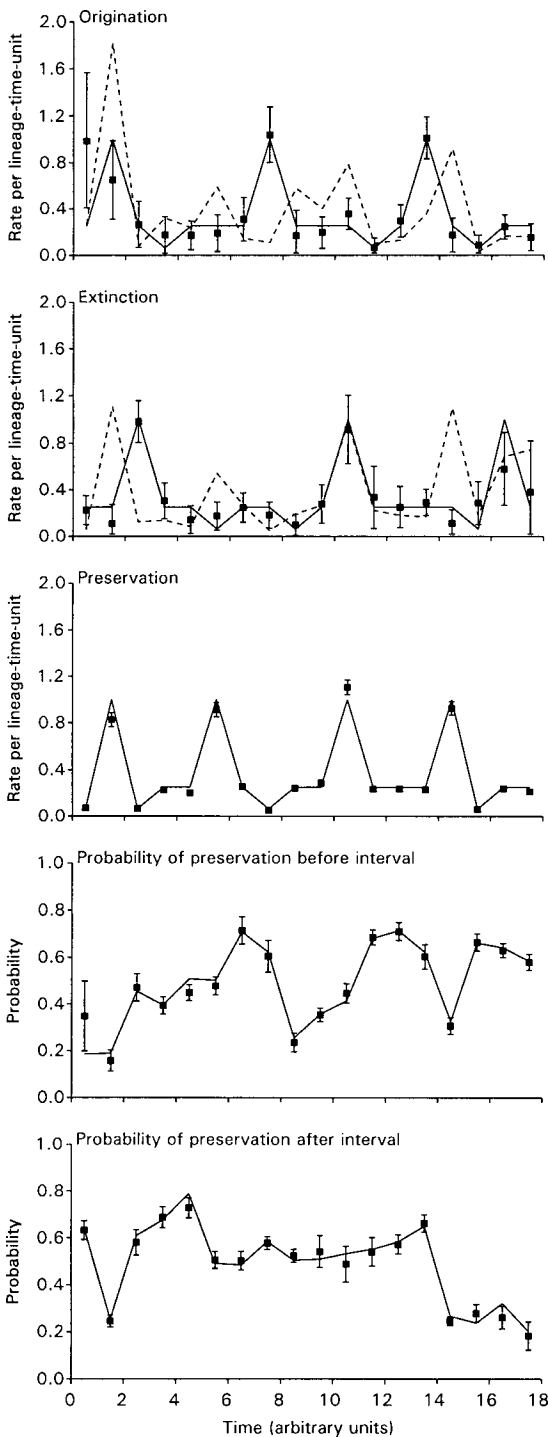 Origination
Rate per lineage-time-unit
2.0
1.6
1.2
0.8
0.4
0.0
Extinction
Rate per lineage-time-unit
2.0
1.6
1.2
0.8
0.4
0.0
Preservation
Rate per lineage-time-unit
2.0
1.6
1.2
0.8
0.4
0.0
Probability of preservation before interval
Probability
1.0
0.8
0.6
0.4
0.2
0.0
Probability of preservation after interval
Probability
1.0
0.8
0.6
0.4
0.2
0.0
0 2 4 6 8 10 12 14 16 18
Time (arbitrary units)